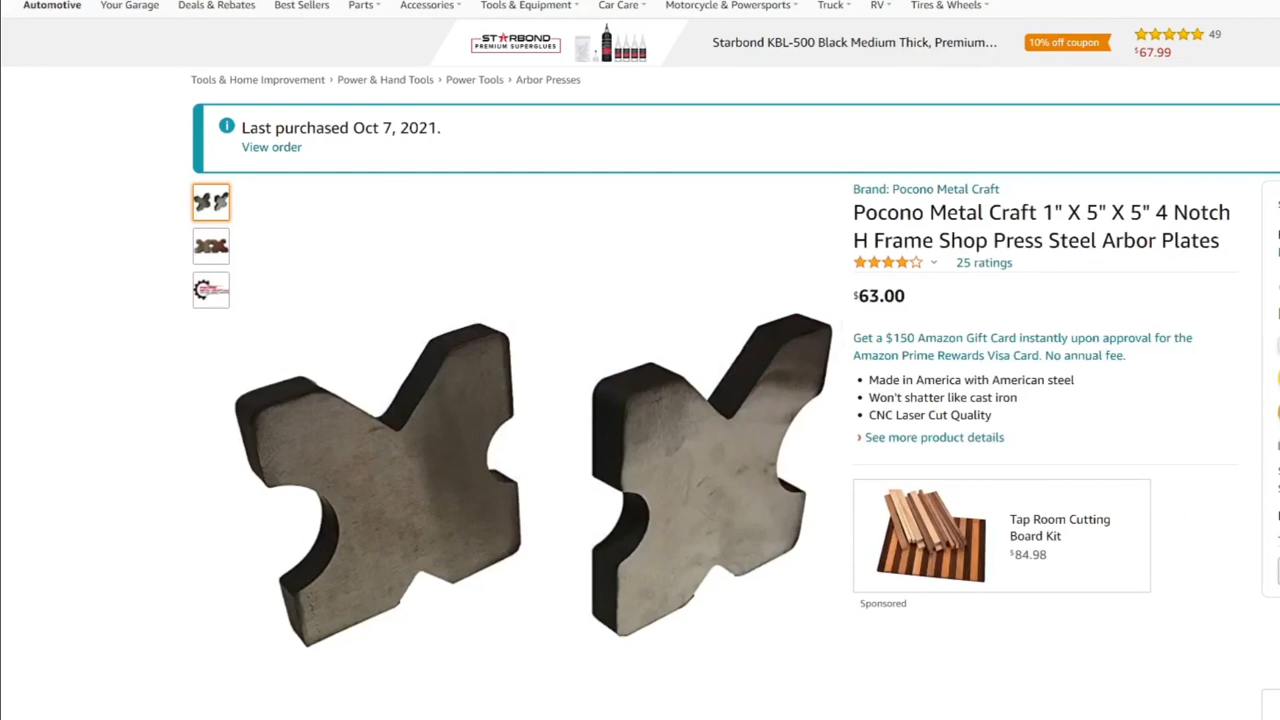 Automotive Your Garage Deals & Rebates Best Sellers Parts Accessories Tools & Equipment Car Care Motorcycle & Powersports Truck RV Tires & Wheels
STARBOND
PREMIUM SUPERGLUES
Starbond KBL-500 Black Medium Thick, Premium...
10% off coupon
49
$67.99
Tools & Home Improvement › Power & Hand Tools › Power Tools › Arbor Presses
Last purchased Oct 7, 2021.
View order
Brand: Pocono Metal Craft
Pocono Metal Craft 1" X 5" X 5" 4 Notch
H Frame Shop Press Steel Arbor Plates
25 ratings
$63.00
Get a $150 Amazon Gift Card instantly upon approval for the
Amazon Prime Rewards Visa Card. No annual fee.
• Made in America with American steel
• Won't shatter like cast iron
• CNC Laser Cut Quality
› See more product details
Tap Room Cutting
Board Kit
$84.98
Sponsored